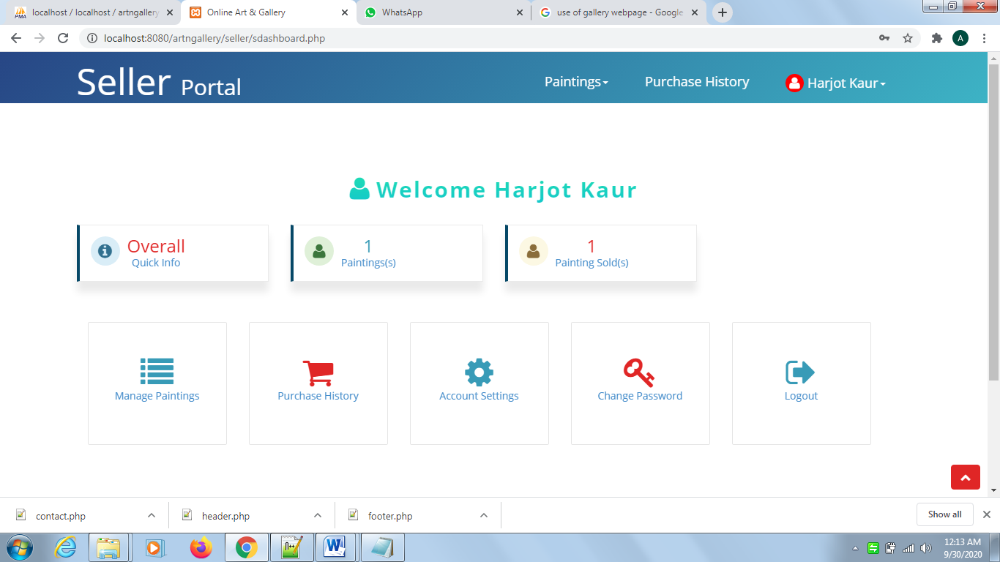 localhost / localhost / artngallery
Online Art & Gallery
WhatsApp
use of gallery webpage - Google
localhost:8080/artngallery/seller/sdashboard.php
A
Seller Portal
Paintings
Purchase History
Harjot Kaur
Welcome Harjot Kaur
Overall
Quick Info
1
Paintings(s)
1
Painting Sold(s)
Manage Paintings
Purchase History
Account Settings
Change Password
Logout
contact.php
header.php
footer.php
Show all
12:13 AM
9/30/2020